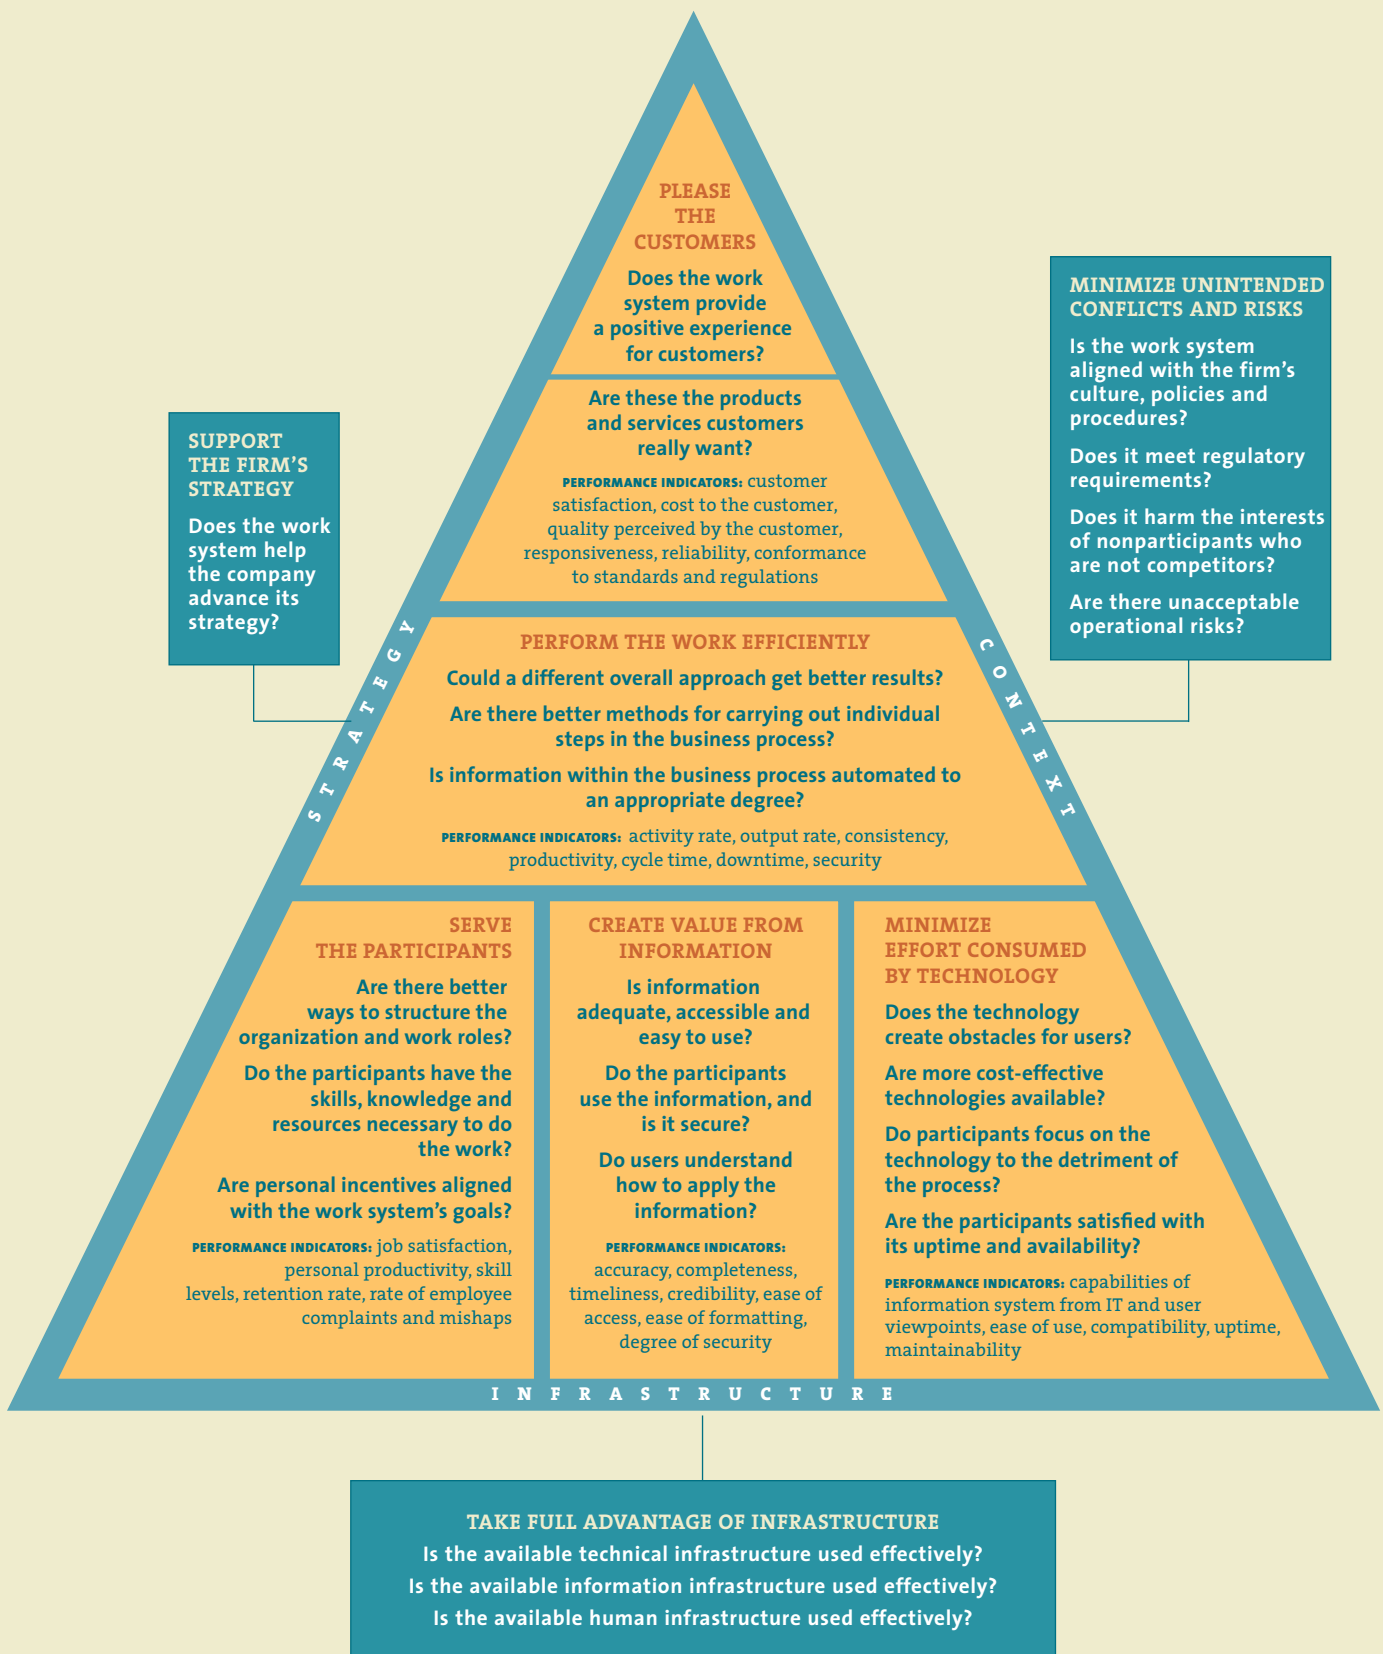 PLEASE
THE
CUSTOMERS
Does the work
system provide
a positive experience
for customers?
Are these the products
and services customers
really want?
PERFORMANCE INDICATORS: customer
satisfaction, cost to the customer,
quality perceived by the customer,
responsiveness, reliability, conformance
to standards and regulations
SUPPORT
THE FIRM'S
STRATEGY
Does the work
system help
the company
advance its
strategy?
MINIMIZE UNINTENDED
CONFLICTS AND RISKS
Is the work system
aligned with the firm's
culture, policies and
procedures?
Does it meet regulatory
requirements?
Does it harm the interests
of nonparticipants who
are not competitors?
Are there unacceptable
operational risks?
STRATEGY
CONTEXT
PERFORM THE WORK EFFICIENTLY
Could a different overall approach get better results?
Are there better methods for carrying out individual
steps in the business process?
Is information within the business process automated to
an appropriate degree?
PERFORMANCE INDICATORS: activity rate, output rate, consistency,
productivity, cycle time, downtime, security
SERVE
THE PARTICIPANTS
Are there better
ways to structure the
organization and work roles?
Do the participants have the
skills, knowledge and
resources necessary to do
the work?
Are personal incentives aligned
with the work system's goals?
PERFORMANCE INDICATORS: job satisfaction,
personal productivity, skill
levels, retention rate, rate of employee
complaints and mishaps
CREATE VALUE FROM
INFORMATION
Is information
adequate, accessible and
easy to use?
Do the participants
use the information, and
is it secure?
Do users understand
how to apply the
information?
PERFORMANCE INDICATORS:
accuracy, completeness,
timeliness, credibility, ease of
access, ease of formatting,
degree of security
MINIMIZE
EFFORT CONSUMED
BY TECHNOLOGY
Does the technology
create obstacles for users?
Are more cost-effective
technologies available?
Do participants focus on the
technology to the detriment of
the process?
Are the participants satisfied with
its uptime and availability?
PERFORMANCE INDICATORS: capabilities of
information system from IT and user
viewpoints, ease of use, compatibility, uptime,
maintainability
INFRASTRUCTURE
TAKE FULL ADVANTAGE OF INFRASTRUCTURE
Is the available technical infrastructure used effectively?
Is the available information infrastructure used effectively?
Is the available human infrastructure used effectively?